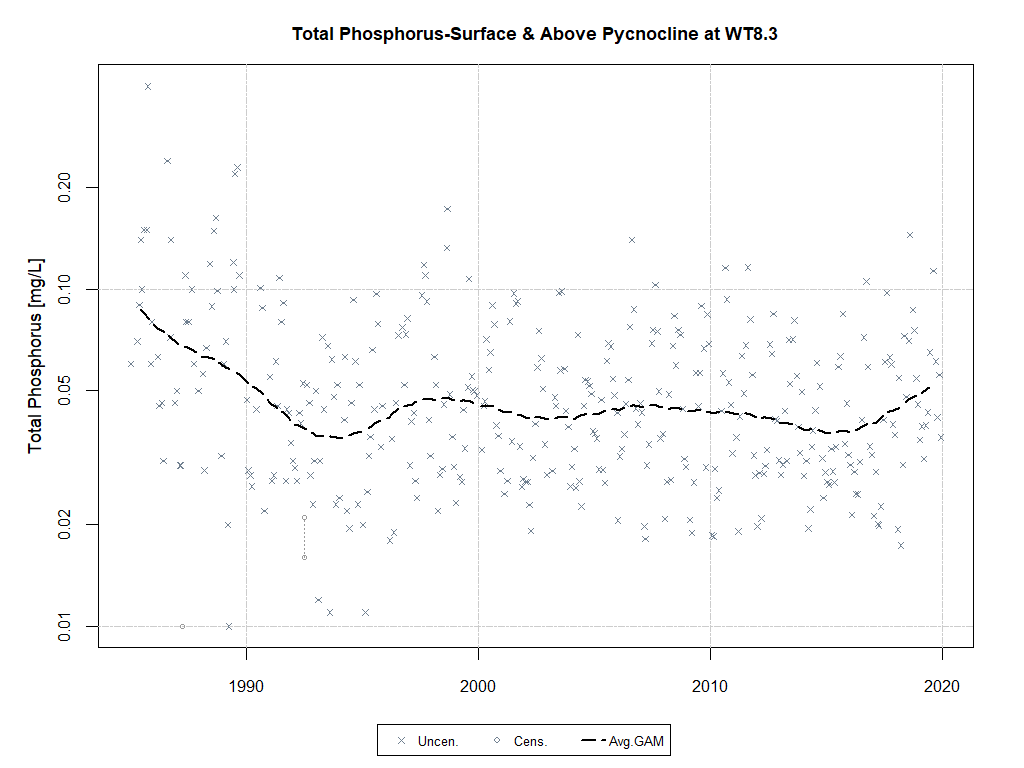 Total Phosphorus-Surface & Above Pycnocline at WT8.3
Total Phosphorus [mg/L]
0.20
0.10
0.05
0.02
0.01
1990 2000 2010 2020
Uncen. Cens. Avg.GAM